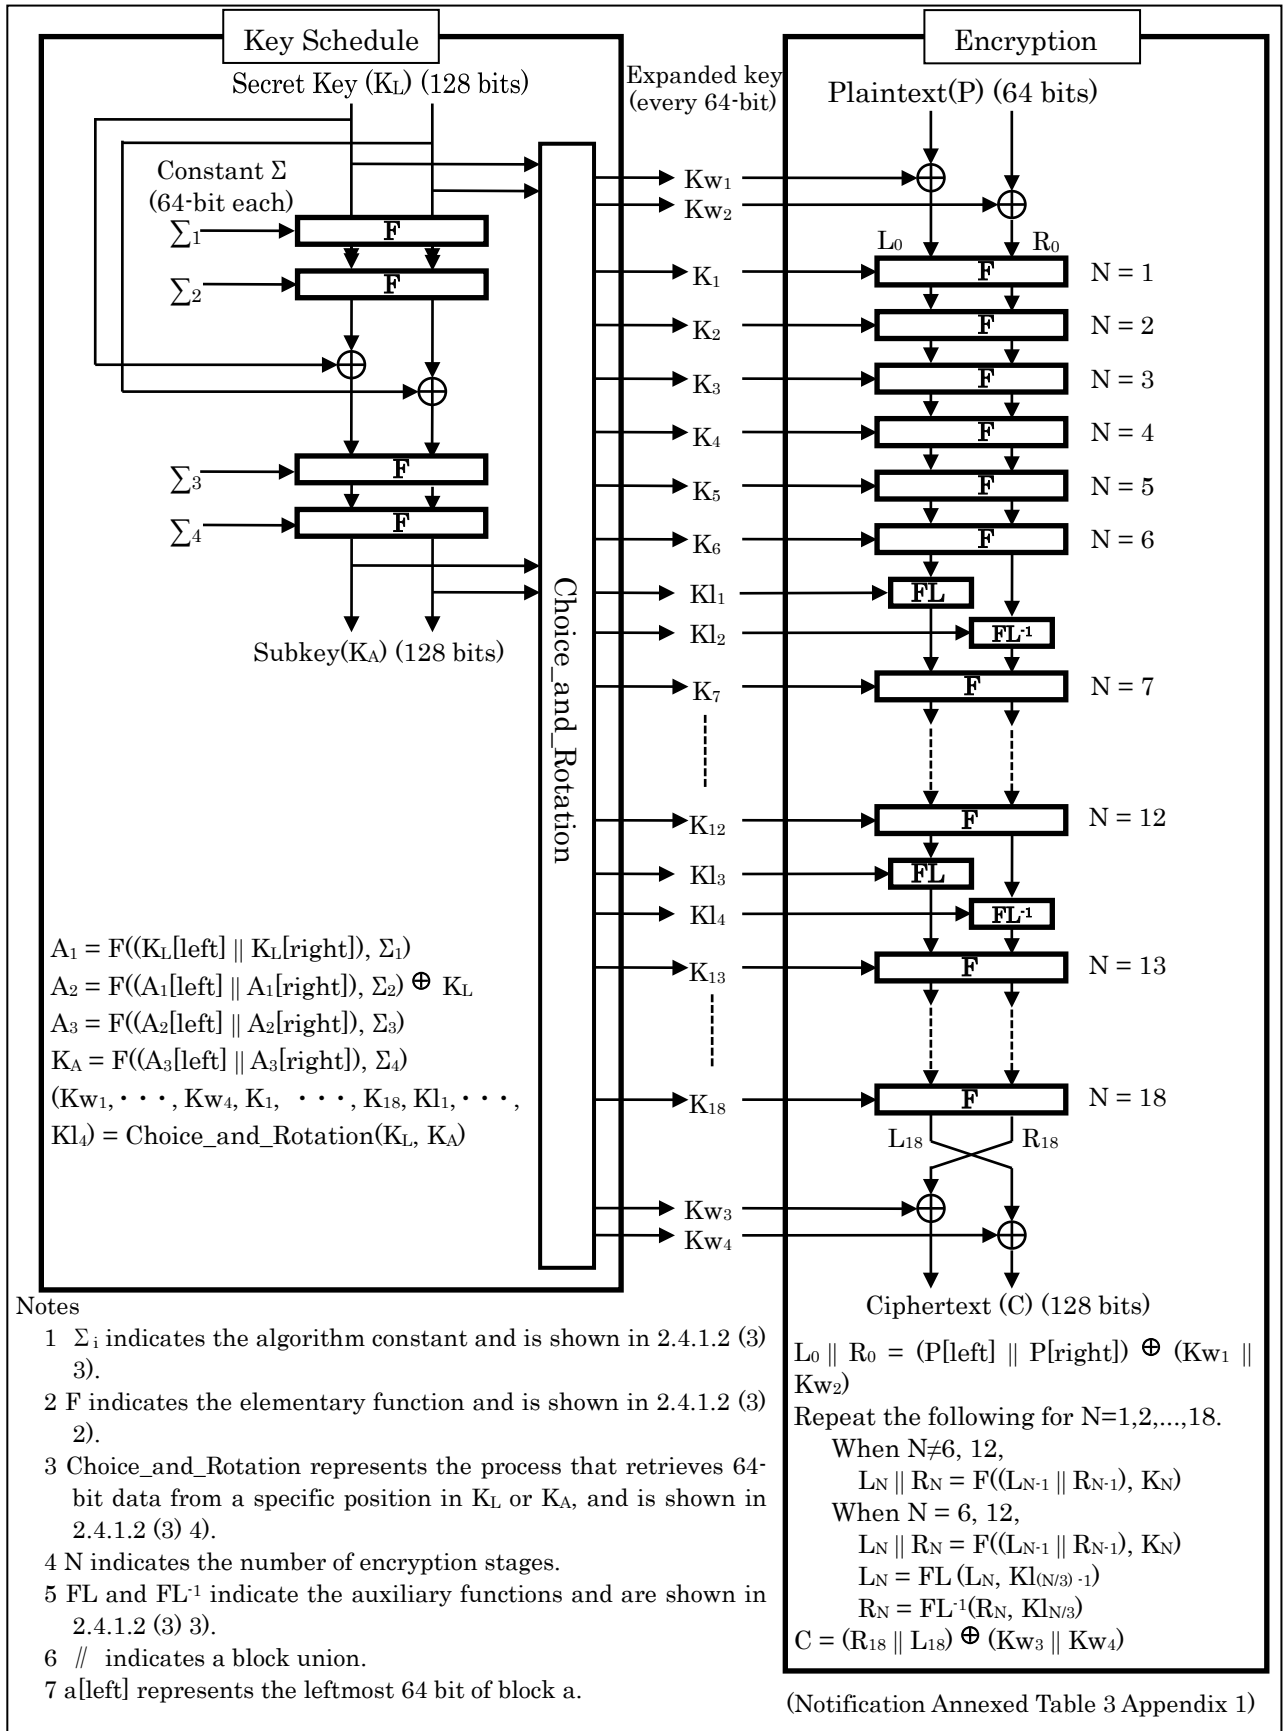 Key Schedule
Secret Key (KL) (128 bits)
Constant Σ
(64-bit each)
∑1
F
∑2
F
∑3
F
∑4
F
Subkey(KA) (128 bits)
Choice_and_Rotation
A1 = F((KL[left] || KL[right]), Σ1)
A2 = F((A1[left] || A1[right]), Σ2) ⊕ KL
A3 = F((A2[left] || A2[right]), Σ3)
KA = F((A3[left] || A3[right]), Σ4)
(Kw1,・・・, Kw4, K1, ・・・, K18, Kl1,・・・,
Kl4) = Choice_and_Rotation(KL, KA)
Expanded key
(every 64-bit)
Kw1
Kw2
K1
K2
K3
K4
K5
K6
Kl1
Kl2
K7
K12
Kl3
Kl4
K13
K18
Kw3
Kw4
Encryption
Plaintext(P) (64 bits)
L0
R0
F
N = 1
F
N = 2
F
N = 3
F
N = 4
F
N = 5
F
N = 6
FL
FL-1
F
N = 7
F
N = 12
FL
FL-1
F
N = 13
F
N = 18
L18
R18
Ciphertext (C) (128 bits)
L0 || R0 = (P[left] || P[right]) ⊕ (Kw1 ||
Kw2)
Repeat the following for N=1,2,...,18.
When N≠6, 12,
LN || RN = F((LN-1 || RN-1), KN)
When N = 6, 12,
LN || RN = F((LN-1 || RN-1), KN)
LN = FL (LN, Kl(N/3) -1)
RN = FL-1(RN, KlN/3)
C = (R18 || L18) ⊕ (Kw3 || Kw4)
Notes
1 Σi indicates the algorithm constant and is shown in 2.4.1.2 (3)
3).
2 F indicates the elementary function and is shown in 2.4.1.2 (3)
2).
3 Choice_and_Rotation represents the process that retrieves 64-
bit data from a specific position in KL or KA, and is shown in
2.4.1.2 (3) 4).
4 N indicates the number of encryption stages.
5 FL and FL-1 indicate the auxiliary functions and are shown in
2.4.1.2 (3) 3).
6 // indicates a block union.
7 a[left] represents the leftmost 64 bit of block a.
(Notification Annexed Table 3 Appendix 1)